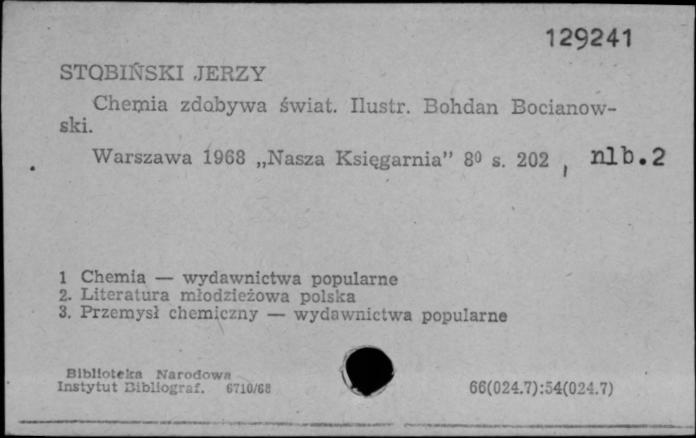 129241
STOBIŃSKI JERZY
Chemia zdobywa świat. Ilustr. Bohdan Bocianow-
ski.
Warszawa 1968 „Nasza Księgarnia” 8⁰ s. 202 , nlb.2
1 Chemia — wydawnictwa popularne
2. Literatura młodzieżowa polska
3. Przemysł chemiczny — wydawnictwa popularne
Biblioteka Narodowa
Instytut Bibliograf. 6710/68
66(024.7):54(024.7)